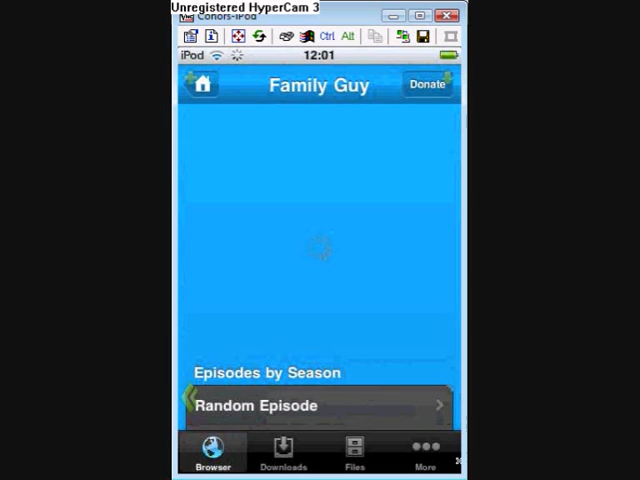 Unregistered HyperCam 3
Conors-iPod
Ctrl Alt
iPod 12:01
Family Guy
Donate
Episodes by Season
Random Episode
Browser Downloads Files More